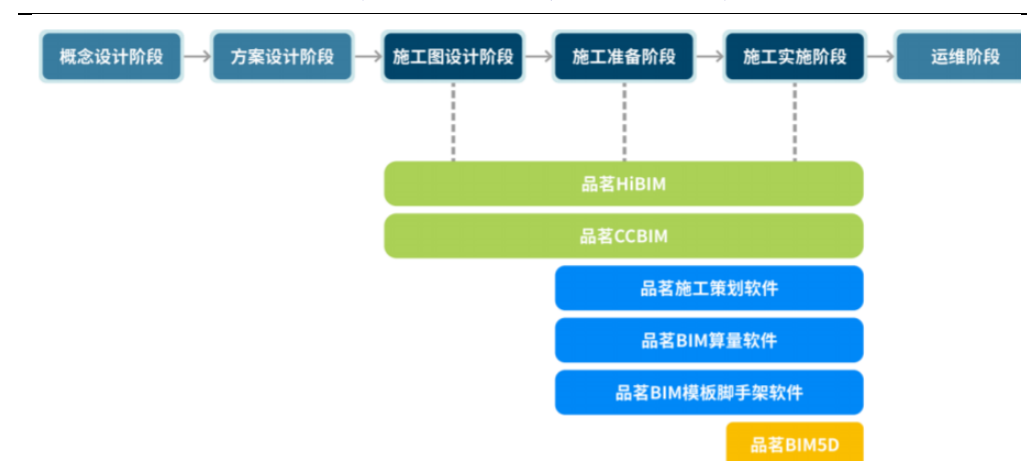 概念设计阶段 方案设计阶段 施工图设计阶段 施工准备阶段 施工实施阶段 运维阶段
品茗HiBIM
品茗CCBIM
品茗施工策划软件
品茗BIM算量软件
品茗BIM模板脚手架软件
品茗BIM5D